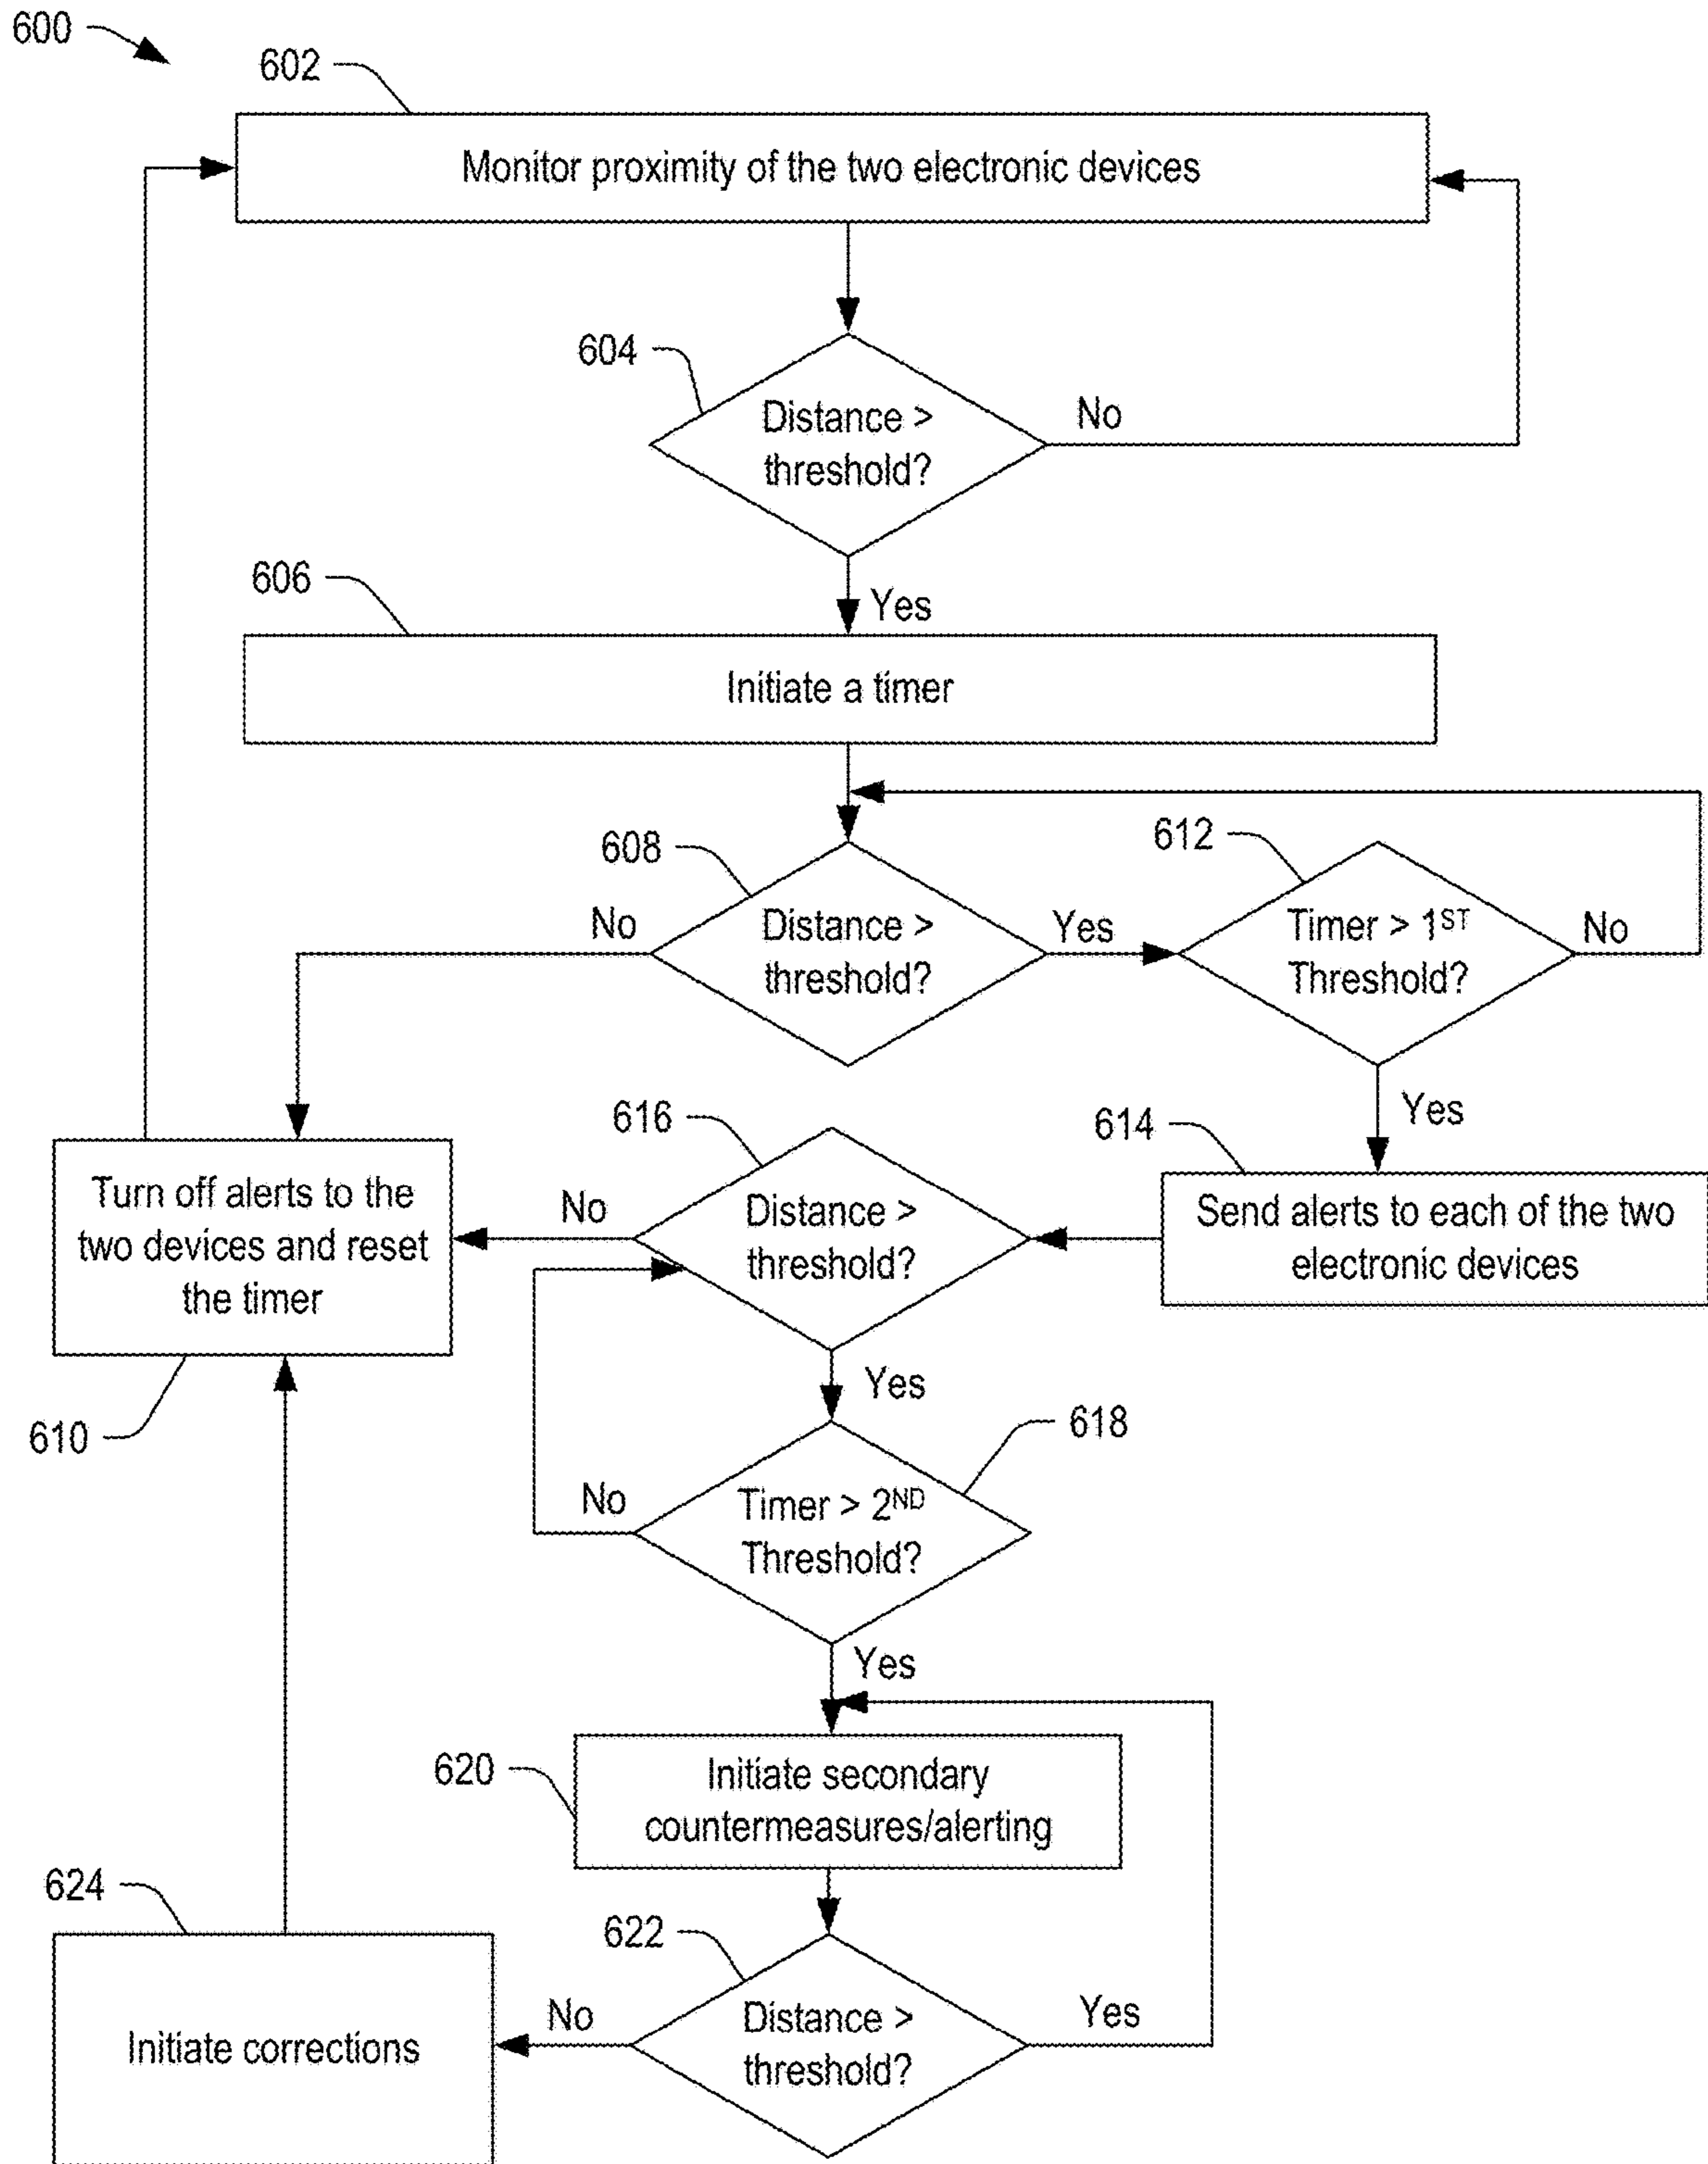 600
602
Monitor proximity of the two electronic devices
604
Distance >
threshold?
No
Yes
606
Initiate a timer
608
Distance >
threshold?
No
Yes
612
Timer > 1ST
Threshold?
No
Yes
614
Send alerts to each of the two
electronic devices
616
Distance >
threshold?
No
Yes
Turn off alerts to the
two devices and reset
the timer
610
618
Timer > 2ND
Threshold?
No
Yes
620
Initiate secondary
countermeasures/alerting
622
Distance >
threshold?
No
Yes
624
Initiate corrections